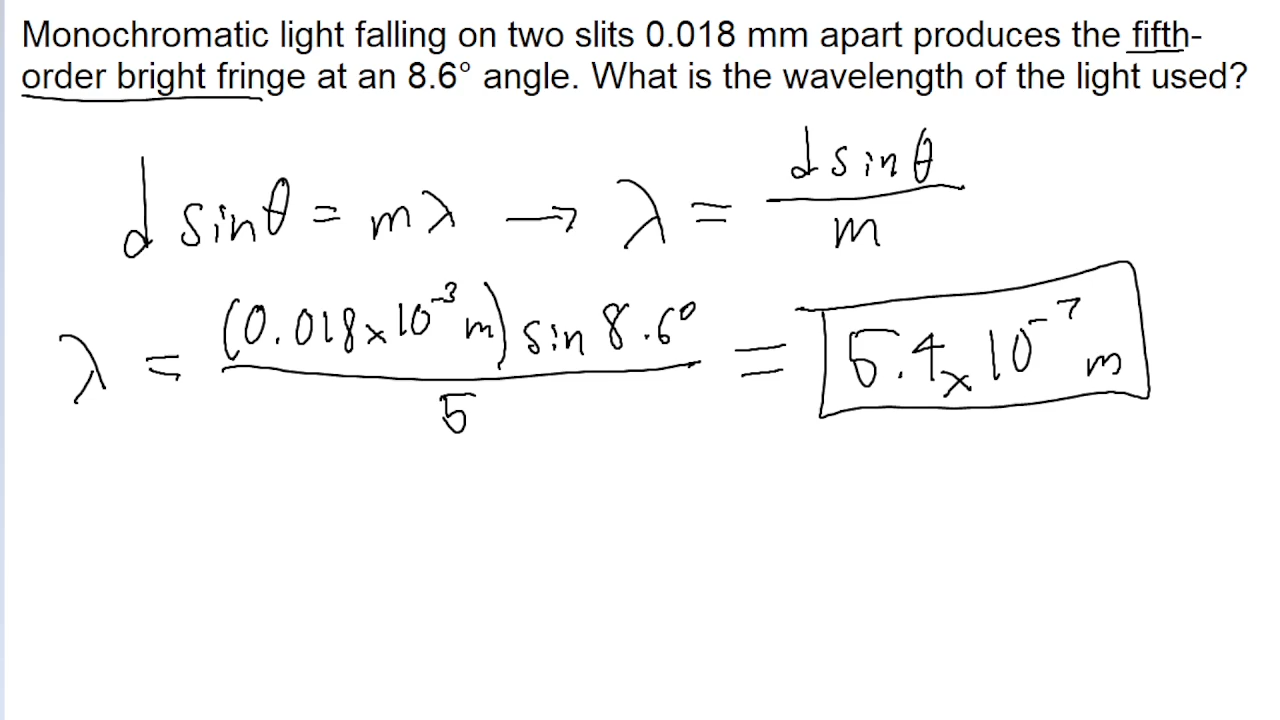 Monochromatic light falling on two slits 0.018 mm apart produces the fifth-
order bright fringe at an 8.6° angle. What is the wavelength of the light used?
d sinθ = mλ → λ = d sinθ / m
λ = (0.018 x 10⁻³ m) sin 8.6° / 5 = 5.4 x 10⁻⁷ m